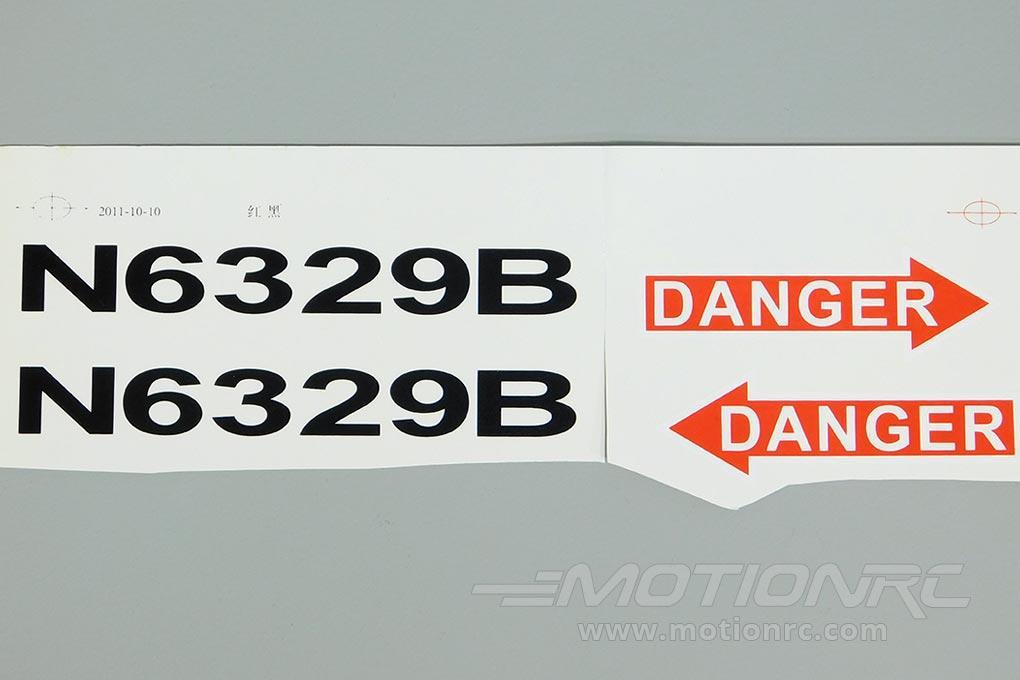 2011-10-10 红 黑
N6329B
N6329B
DANGER
DANGER
MOTIONRC
www.motionrc.com